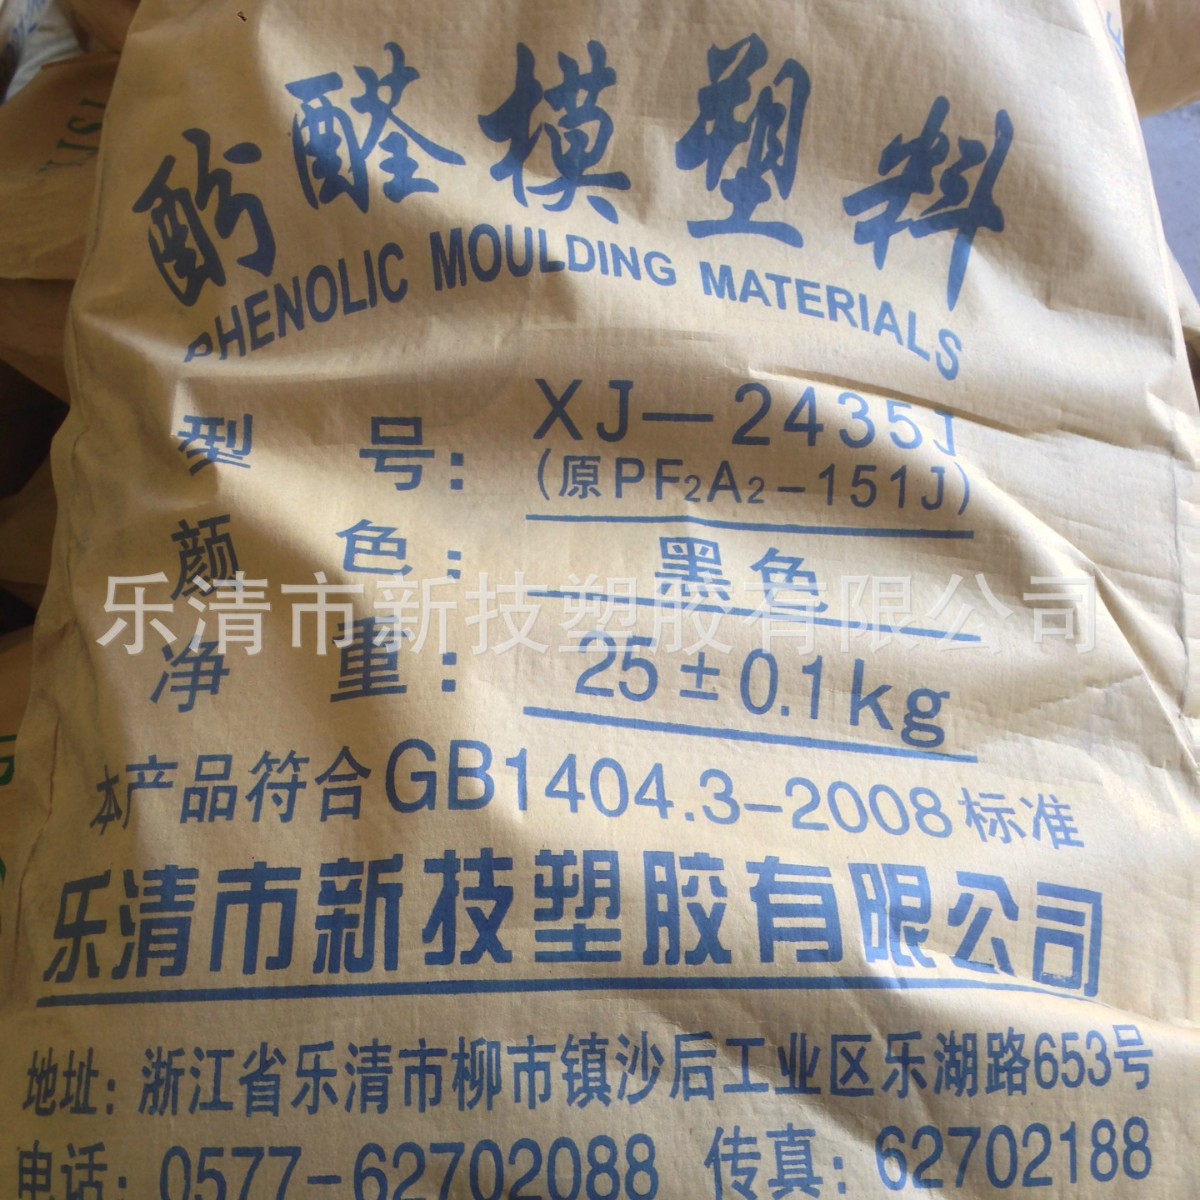 酚醛模塑料
PHENOLIC MOULDING MATERIALS
型 号: XJ-2435J
(原PF2A2-151J)
颜 色: 黑色
乐清市新技塑胶有限公司
净 重: 25±0.1kg
本产品符合GB1404.3-2008标准
乐清市新技塑胶有限公司
地址: 浙江省乐清市柳市镇沙后工业区乐湖路653号
电话: 0577-62702088 传真: 62702188